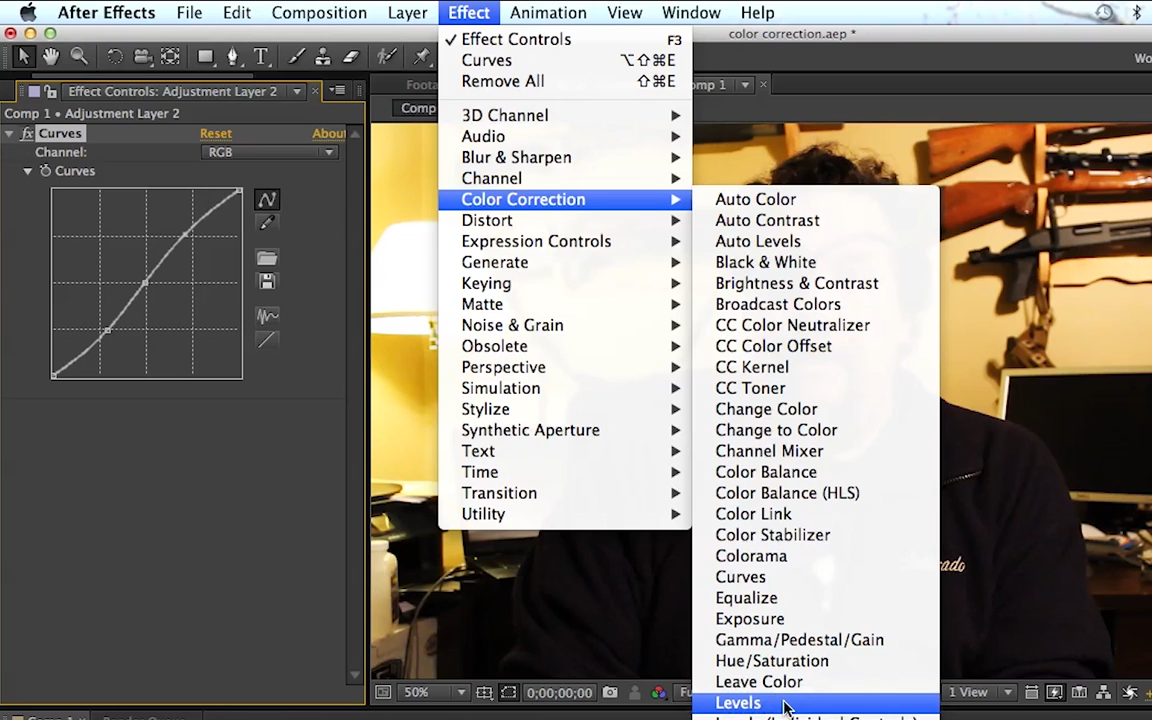 After Effects File Edit Composition Layer Effect Animation View Window Help
color correction.aep *
Effect Controls F3
Curves ⌥⇧⌘E
Remove All ⇧⌘E
3D Channel
Audio
Blur & Sharpen
Channel
Color Correction
Distort
Expression Controls
Generate
Keying
Matte
Noise & Grain
Obsolete
Perspective
Simulation
Stylize
Synthetic Aperture
Text
Time
Transition
Utility
Auto Color
Auto Contrast
Auto Levels
Black & White
Brightness & Contrast
Broadcast Colors
CC Color Neutralizer
CC Color Offset
CC Kernel
CC Toner
Change Color
Change to Color
Channel Mixer
Color Balance
Color Balance (HLS)
Color Link
Color Stabilizer
Colorama
Curves
Equalize
Exposure
Gamma/Pedestal/Gain
Hue/Saturation
Leave Color
Levels
Effect Controls: Adjustment Layer 2
Comp 1 • Adjustment Layer 2
fx Curves Reset About
Channel: RGB
Curves
Comp
50% 0;00;00;00 1 View